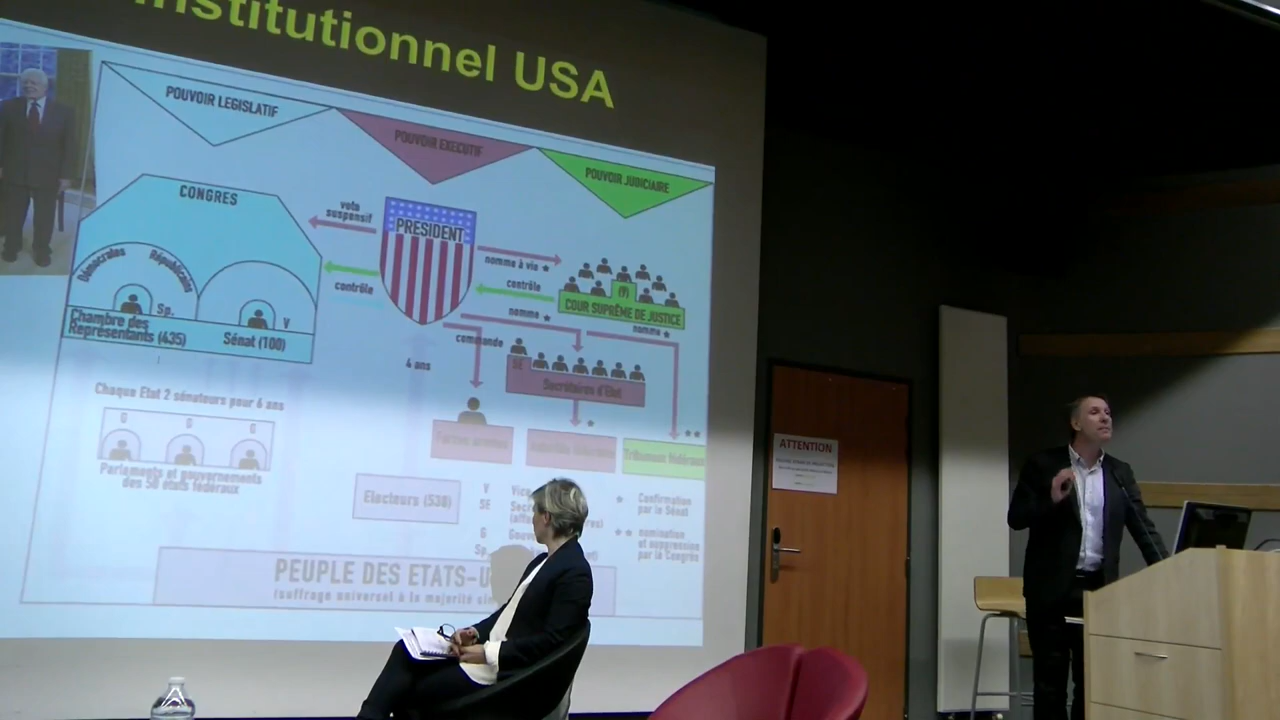 nstitutionnel USA
POUVOIR LEGISLATIF
POUVOIR EXECUTIF
POUVOIR JUDICIAIRE
CONGRES
Démocrates
Républicains
Sp.
V
Chambre des
Représentants (435)
Sénat (100)
veto
suspensif
contrôle
PRESIDENT
nomme à vie *
contrôle
(9)
COUR SUPRÊME DE JUSTICE
nomme *
nomme *
commande
4 ans
SE
Secrétaires d'Etat
*
**
Tribunaux fédéraux
Chaque Etat 2 sénateurs pour 6 ans
G G G
Parlements et gouvernements
des 50 états fédéraux
Electeurs (538)
V
SE
G
Sp.
* Confirmation
par le Sénat
** nomination
et suppression
par le Congrès
PEUPLE DES ETATS-U
(suffrage universel à la majorité
ATTENTION